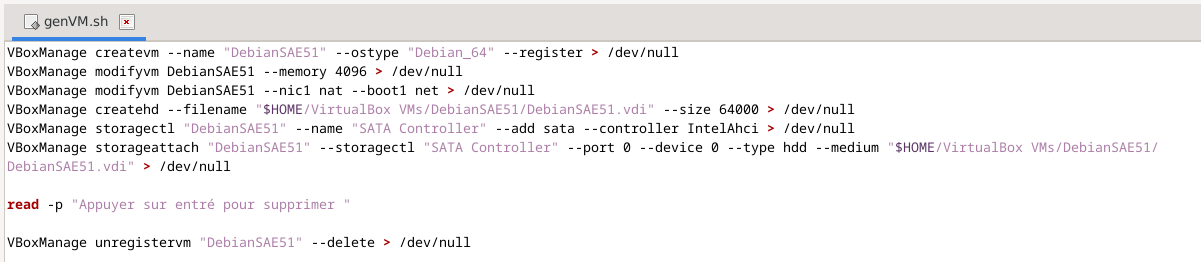 genVM.sh
VBoxManage createvm --name "DebianSAE51" --ostype "Debian_64" --register > /dev/null
VBoxManage modifyvm DebianSAE51 --memory 4096 > /dev/null
VBoxManage modifyvm DebianSAE51 --nic1 nat --boot1 net > /dev/null
VBoxManage createhd --filename "$HOME/VirtualBox VMs/DebianSAE51/DebianSAE51.vdi" --size 64000 > /dev/null
VBoxManage storagectl "DebianSAE51" --name "SATA Controller" --add sata --controller IntelAhci > /dev/null
VBoxManage storageattach "DebianSAE51" --storagectl "SATA Controller" --port 0 --device 0 --type hdd --medium "$HOME/VirtualBox VMs/DebianSAE51/
DebianSAE51.vdi" > /dev/null
read -p "Appuyer sur entré pour supprimer "
VBoxManage unregistervm "DebianSAE51" --delete > /dev/null